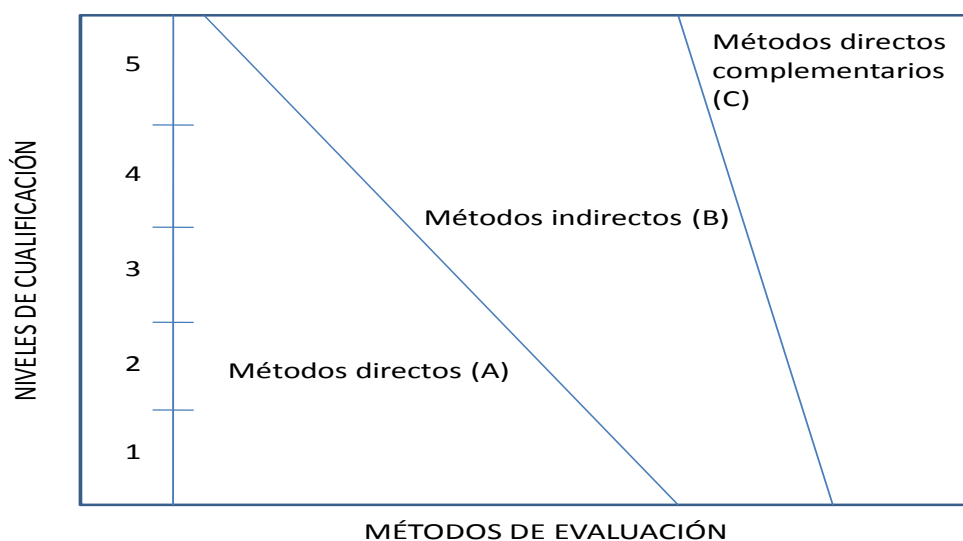 NIVELES DE CUALIFICACIÓN
5
4
3
2
1
Métodos directos
complementarios
(C)
Métodos indirectos (B)
Métodos directos (A)
MÉTODOS DE EVALUACIÓN